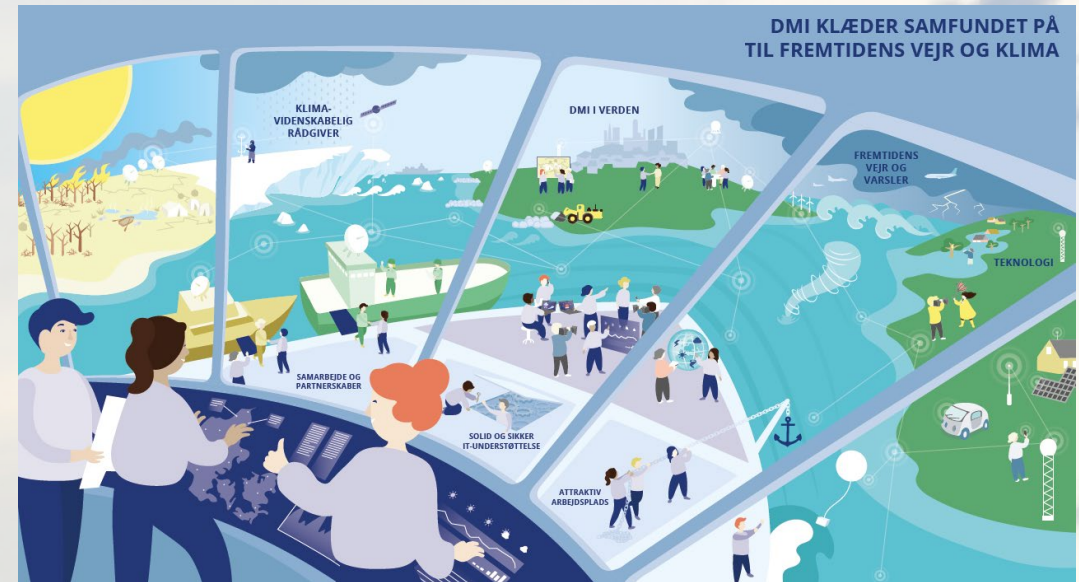 DMI KLÆDER SAMFUNDET PÅ
TIL FREMTIDENS VEJR OG KLIMA
KLIMA-
VIDENSKABELIG
RÅDGIVER
DMI I VERDEN
FREMTIDENS
VEJR OG
VARSLER
TEKNOLOGI
SAMARBEJDE OG
PARTNERSKABER
SOLID OG SIKKER
IT-UNDERSTØTTELSE
ATTRAKTIV
ARBEJDSPLADS